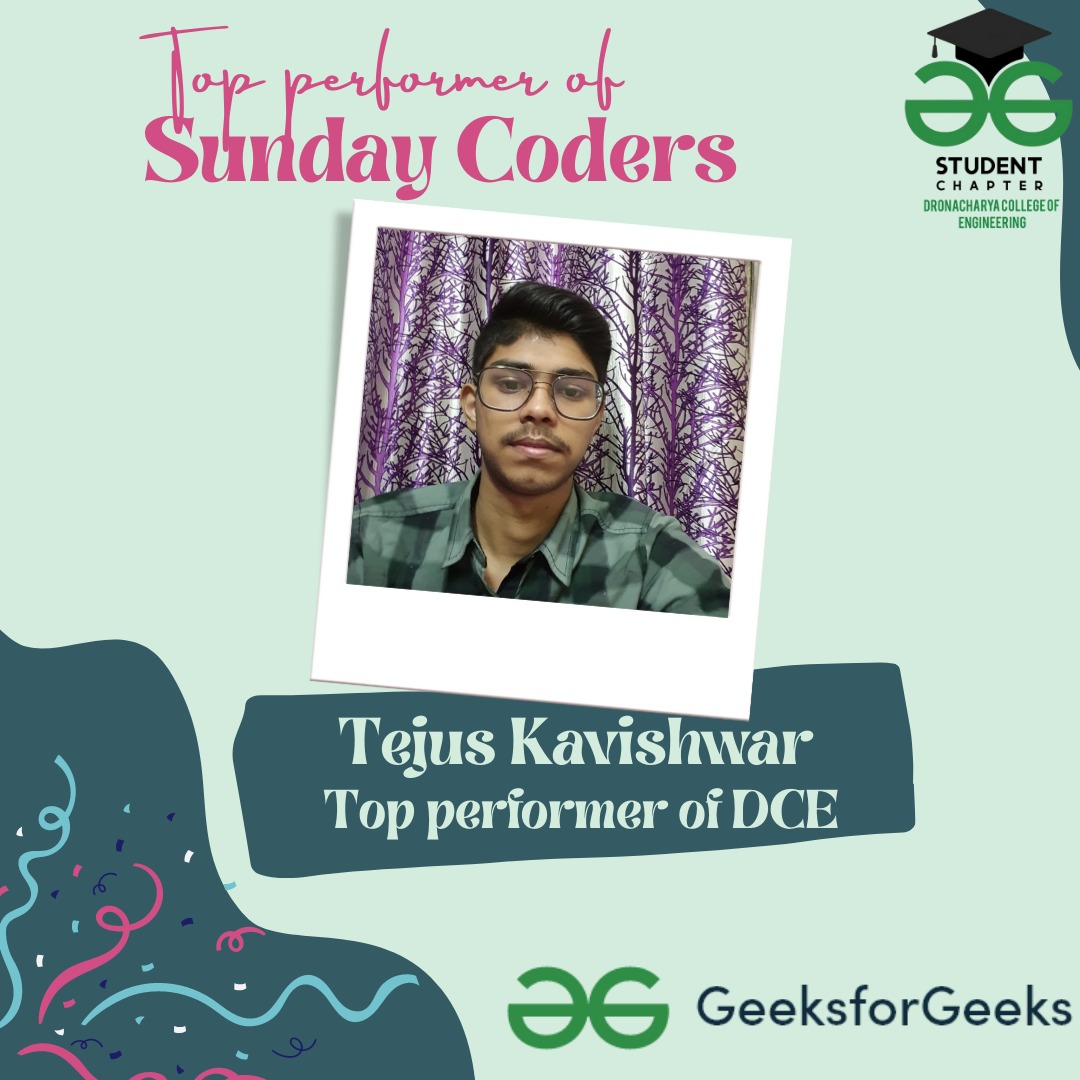 Top performer of
Sunday Coders
STUDENT
CHAPTER
DRONACHARYA COLLEGE OF
ENGINEERING
Tejus Kavishwar
Top performer of DCE
GeeksforGeeks